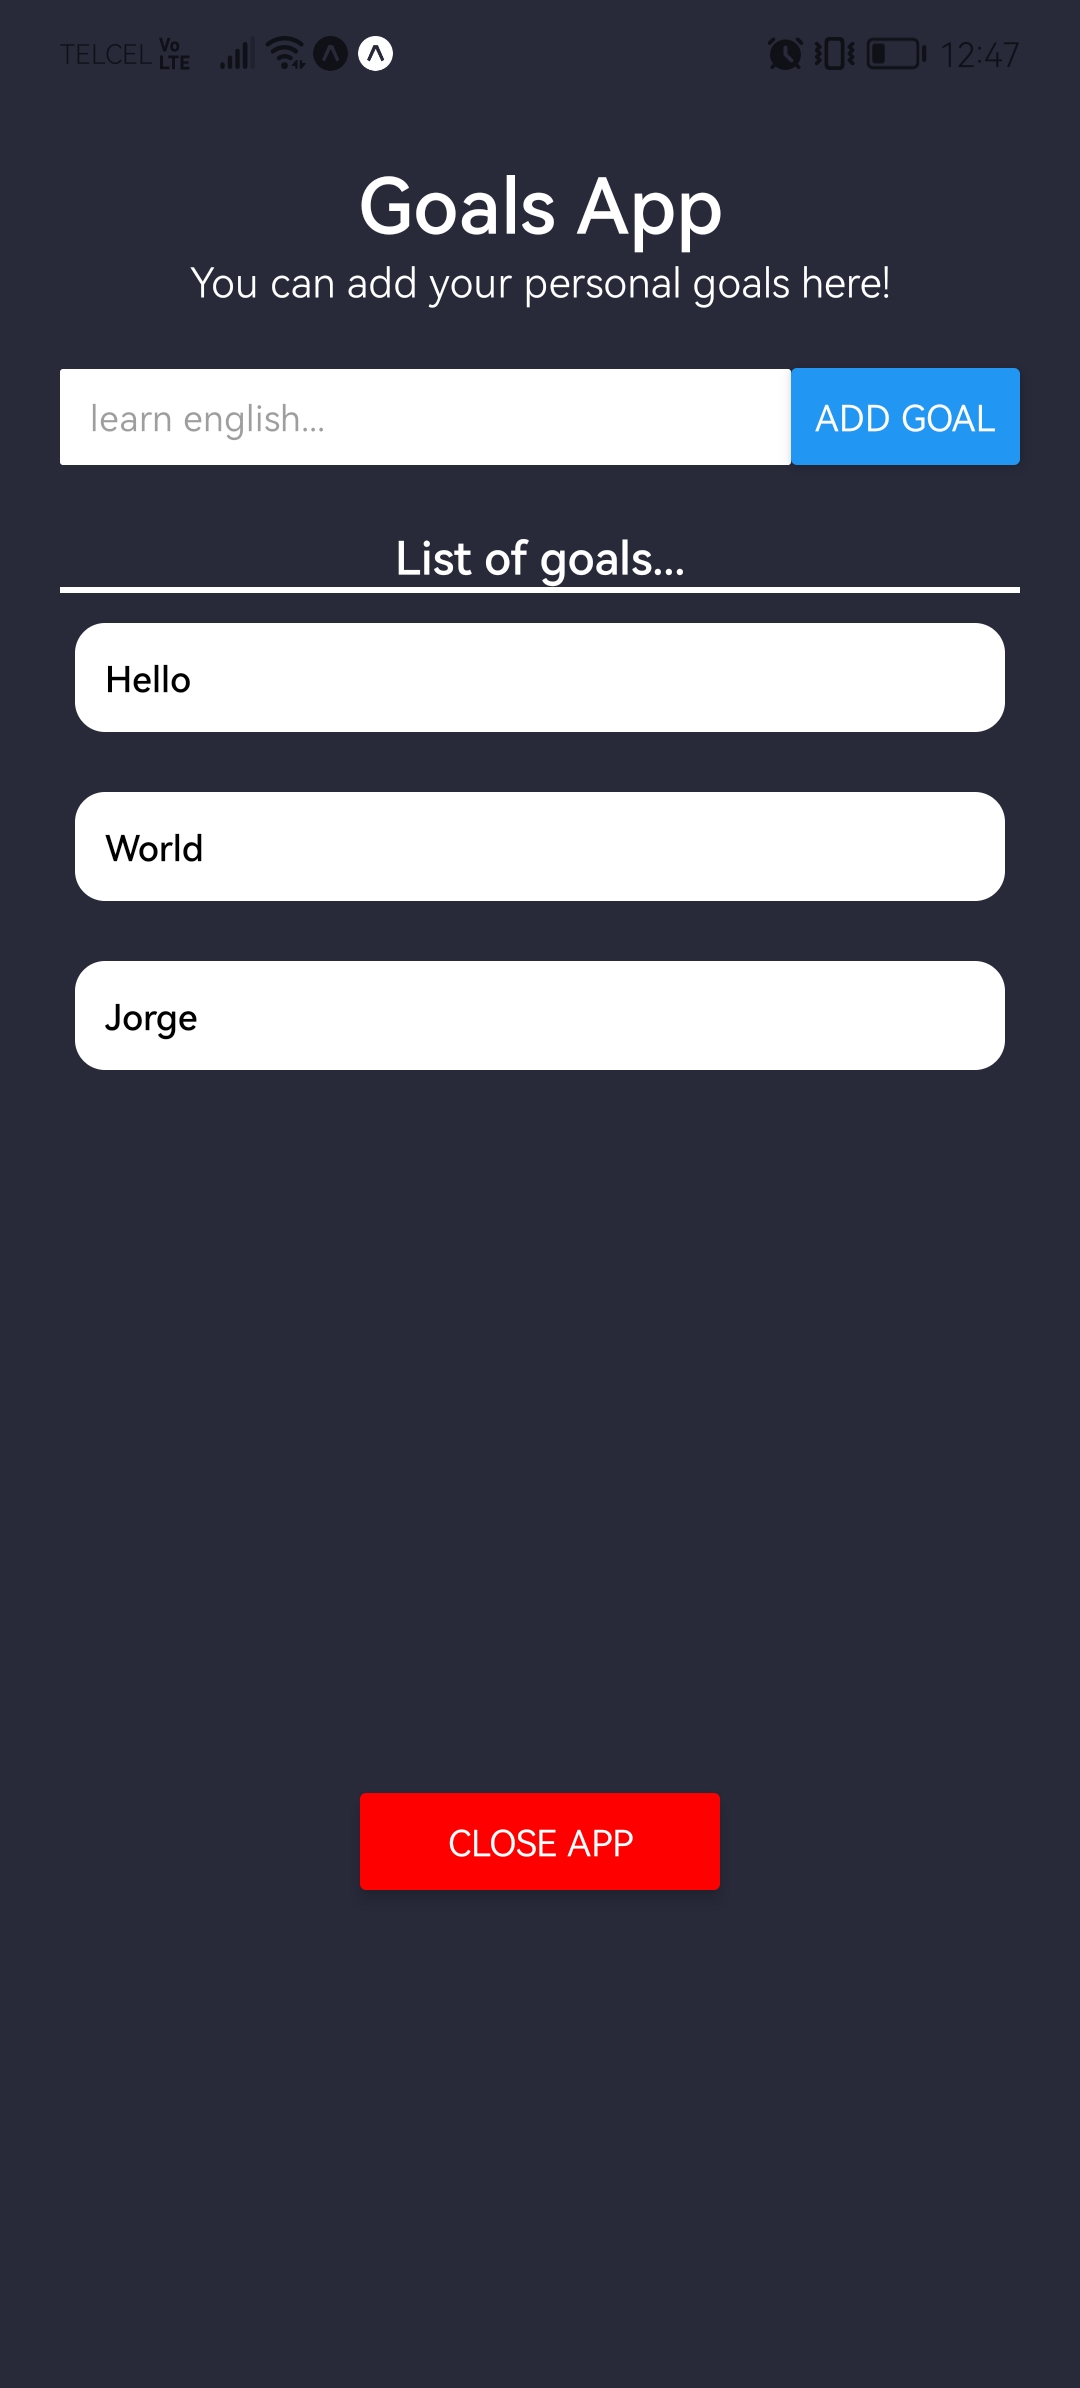 TELCEL Vo LTE 12:47
Goals App
You can add your personal goals here!
learn english... ADD GOAL
List of goals...
Hello
World
Jorge
CLOSE APP